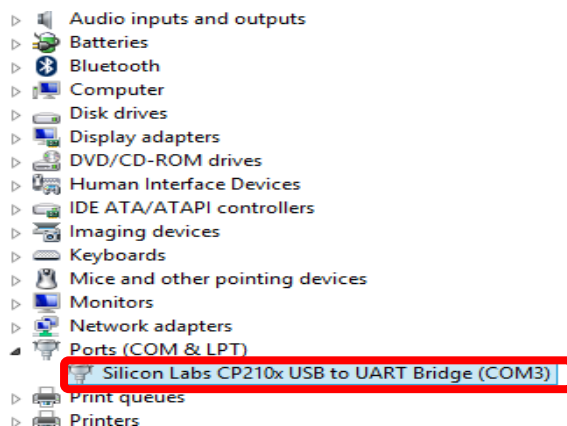 Audio inputs and outputs
Batteries
Bluetooth
Computer
Disk drives
Display adapters
DVD/CD-ROM drives
Human Interface Devices
IDE ATA/ATAPI controllers
Imaging devices
Keyboards
Mice and other pointing devices
Monitors
Network adapters
Ports (COM & LPT)
Silicon Labs CP210x USB to UART Bridge (COM3)
Print queues
Printers